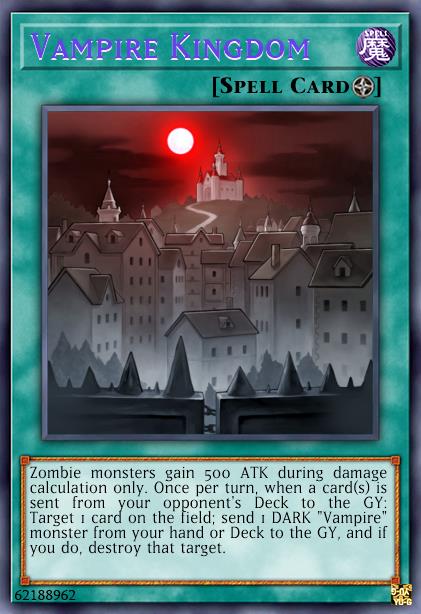 Vampire Kingdom
SPELL
魔
[Spell Card]
Zombie monsters gain 500 ATK during damage
calculation only. Once per turn, when a card(s) is
sent from your opponent's Deck to the GY:
Target 1 card on the field; send 1 DARK "Vampire"
monster from your hand or Deck to the GY, and if
you do, destroy that target.
62188962